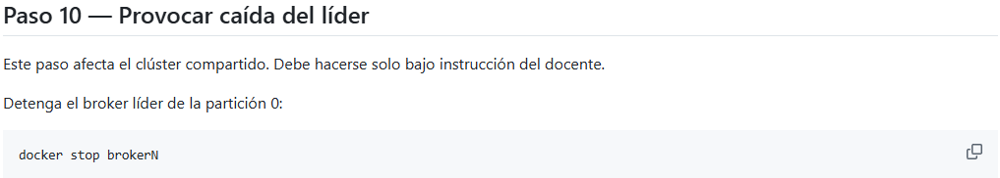 Paso 10 — Provocar caída del líder
Este paso afecta el clúster compartido. Debe hacerse solo bajo instrucción del docente.
Detenga el broker líder de la partición 0:
docker stop brokerN